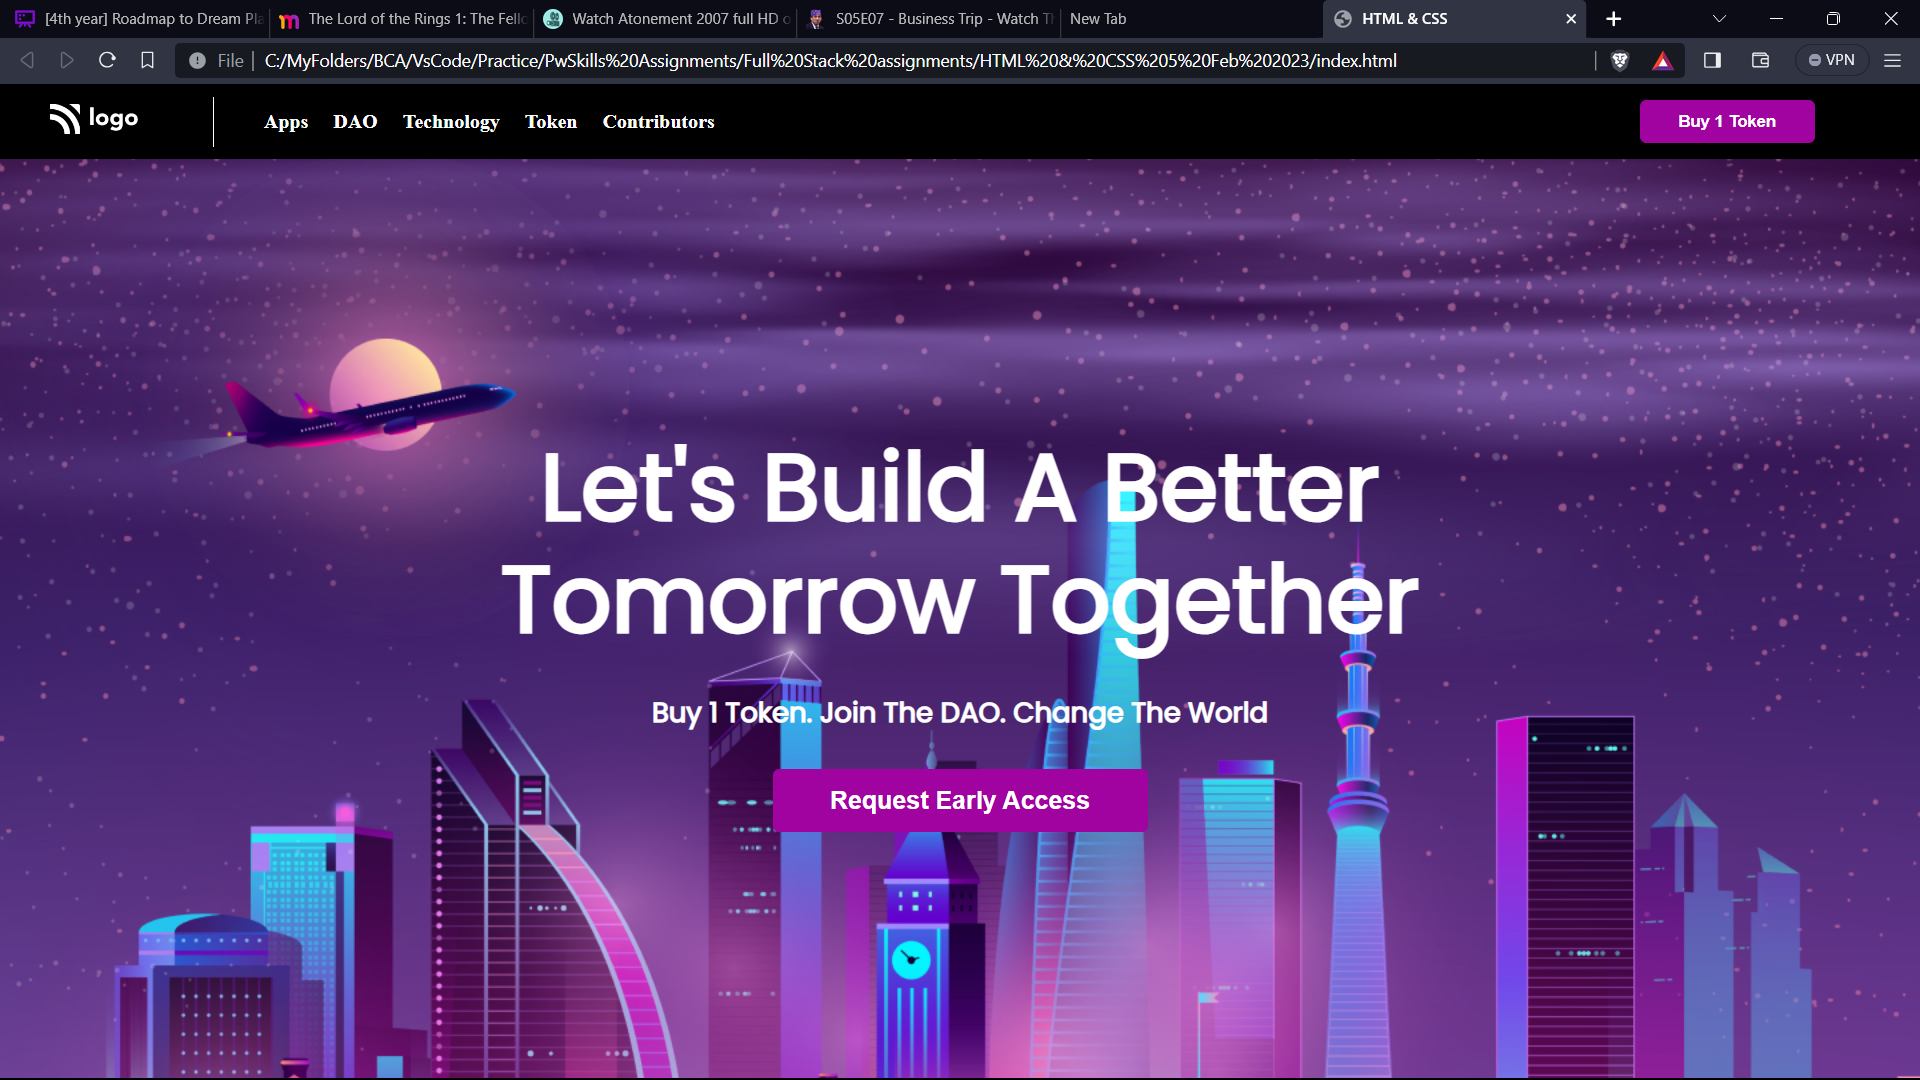 [4th year] Roadmap to Dream Pla
The Lord of the Rings 1: The Fello
Watch Atonement 2007 full HD o
S05E07 - Business Trip - Watch Th
New Tab
HTML & CSS
File
C:/MyFolders/BCA/VsCode/Practice/PwSkills%20Assignments/Full%20Stack%20assignments/HTML%20&%20CSS%205%20Feb%202023/index.html
VPN
logo
Apps DAO Technology Token Contributors
Buy 1 Token
Let's Build A Better
Tomorrow Together
Buy 1 Token. Join The DAO. Change The World
Request Early Access